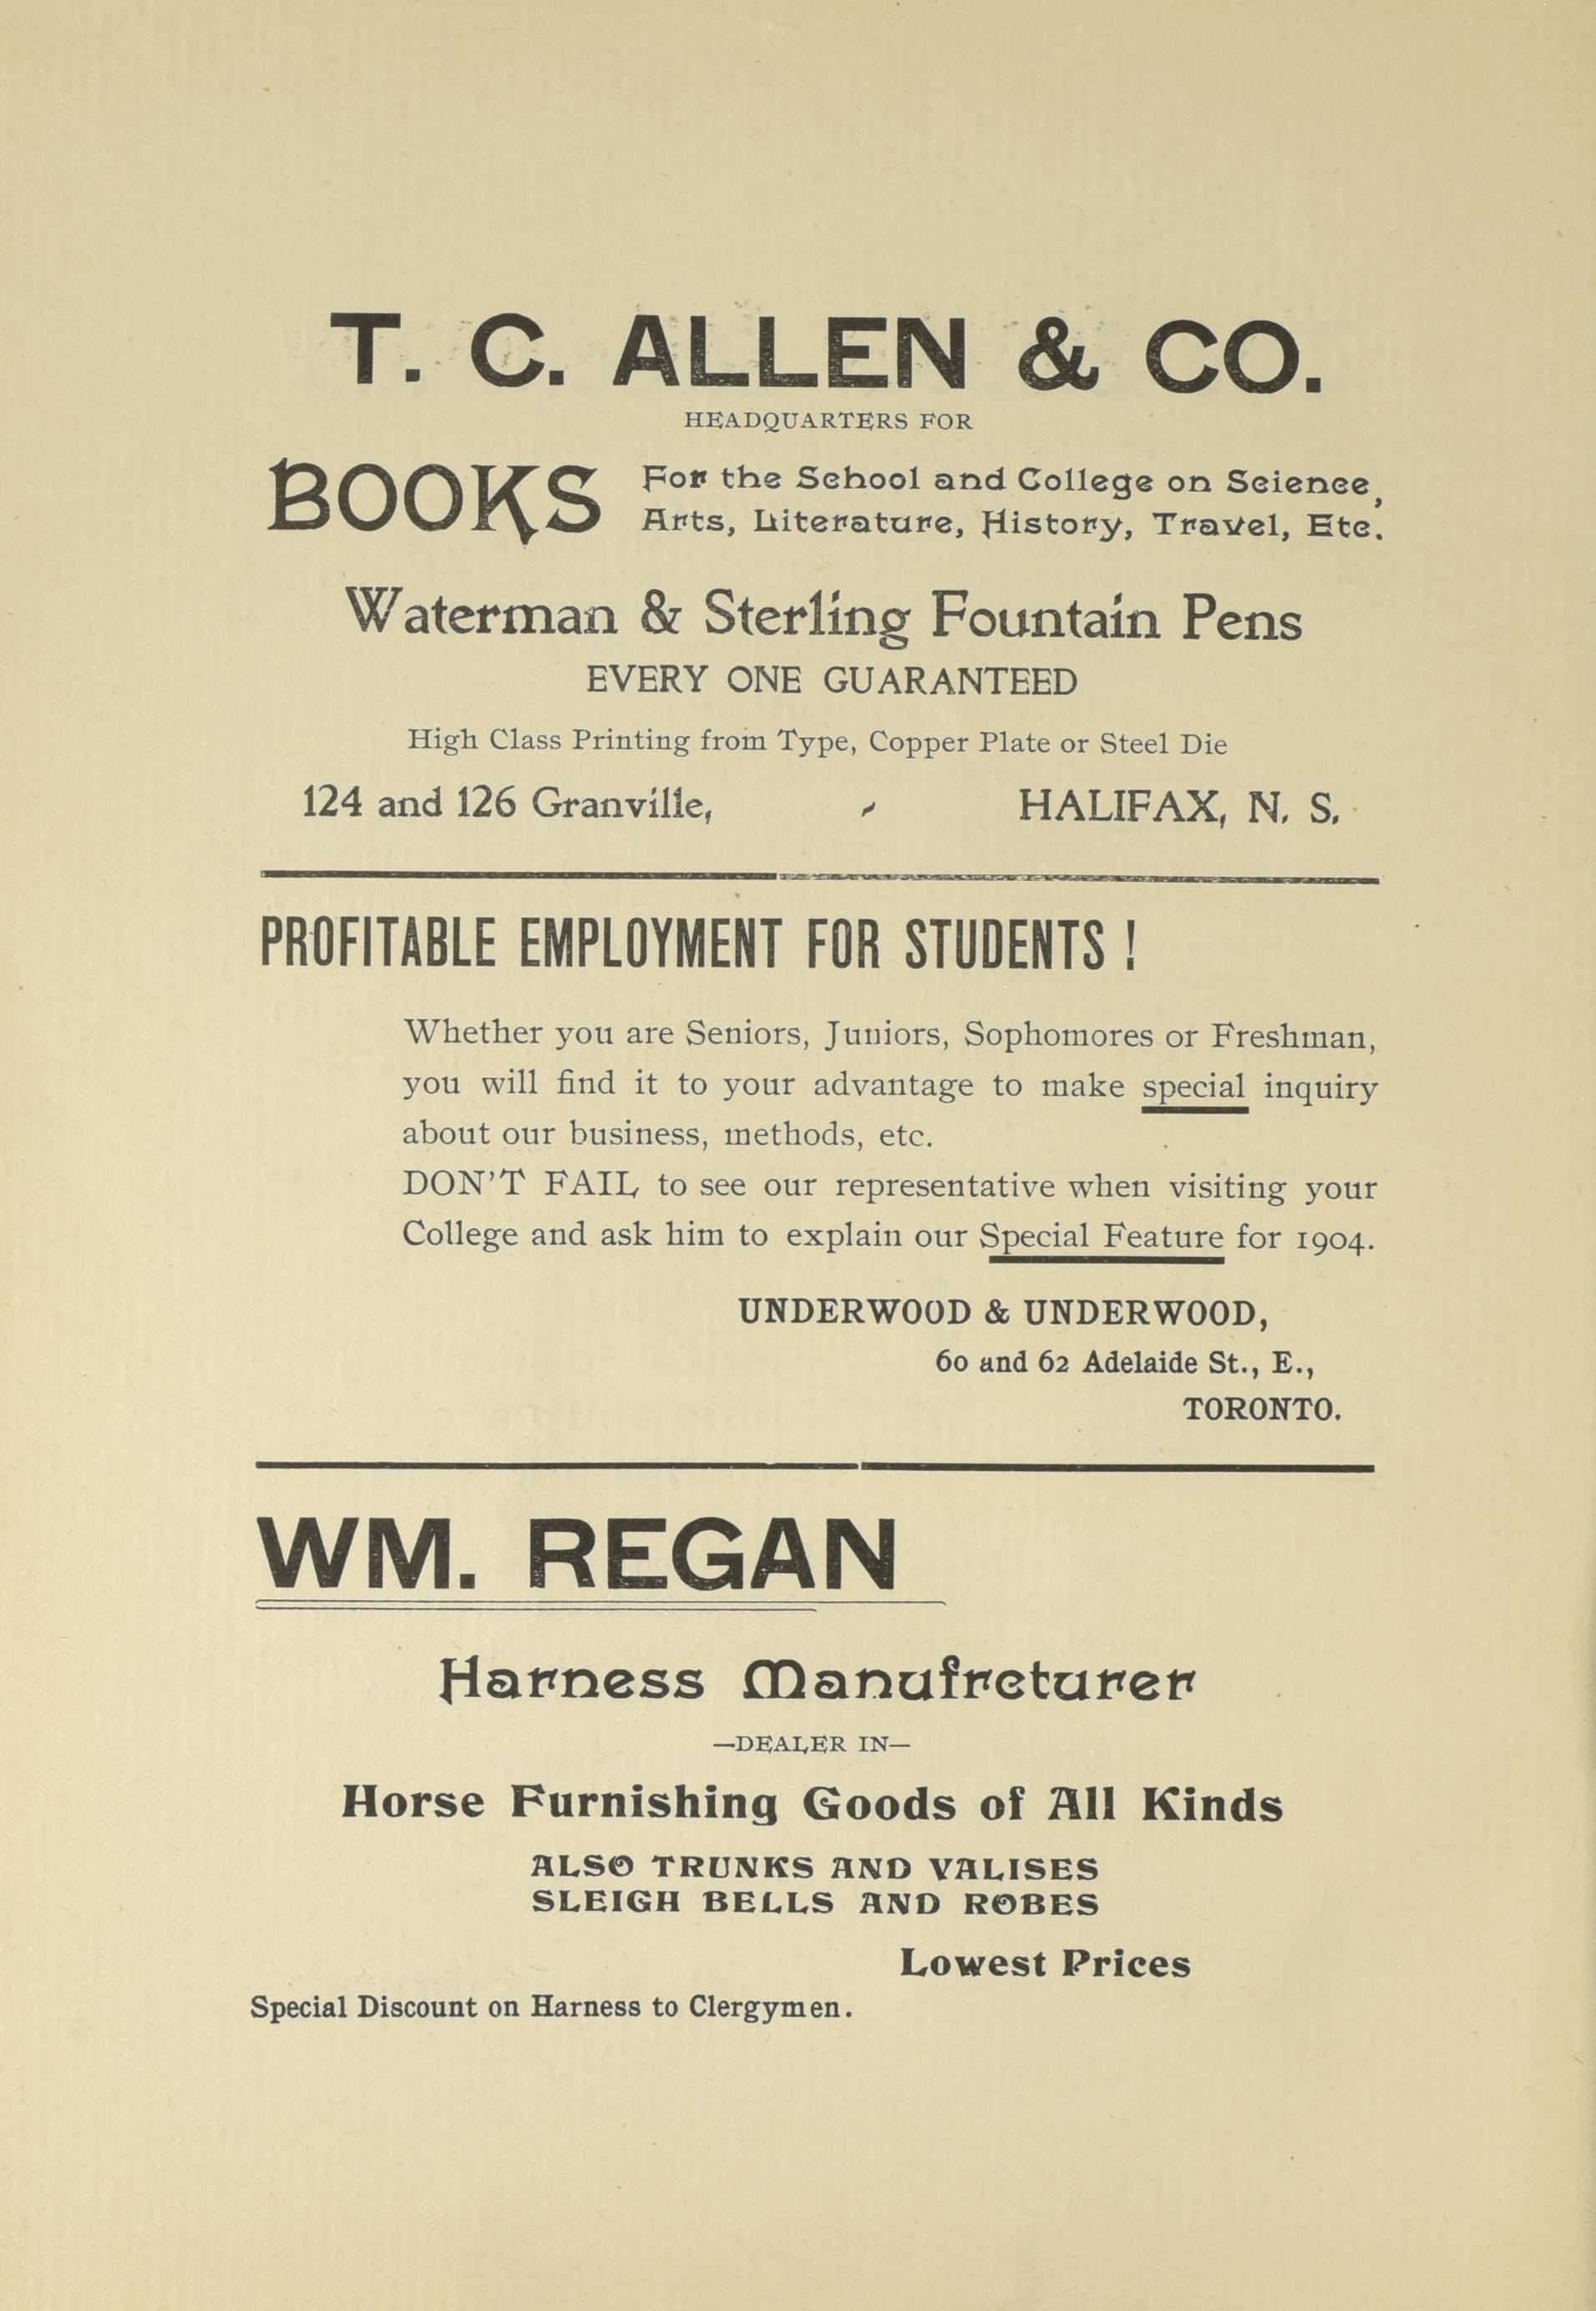 T. C. ALLEN & CO.
HEADQUARTERS FOR
BOOKS For the School and College on Science,
Arts, Literature, History, Travel, Etc.
Waterman & Sterling Fountain Pens
EVERY ONE GUARANTEED
High Class Printing from Type, Copper Plate or Steel Die
124 and 126 Granville, - HALIFAX, N. S.
PROFITABLE EMPLOYMENT FOR STUDENTS !
Whether you are Seniors, Juniors, Sophomores or Freshman,
you will find it to your advantage to make special inquiry
about our business, methods, etc.
DON'T FAIL to see our representative when visiting your
College and ask him to explain our Special Feature for 1904.
UNDERWOOD & UNDERWOOD,
60 and 62 Adelaide St., E.,
TORONTO.
WM. REGAN
Harness Manufrcturer
—DEALER IN—
Horse Furnishing Goods of All Kinds
ALSO TRUNKS AND VALISES
SLEIGH BELLS AND ROBES
Lowest Prices
Special Discount on Harness to Clergymen.